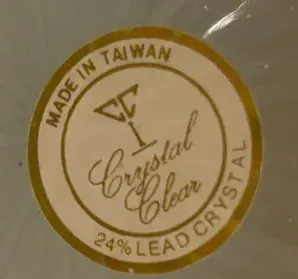 MADE IN TAIWAN
CC
Crystal
Clear
24% LEAD CRYSTAL